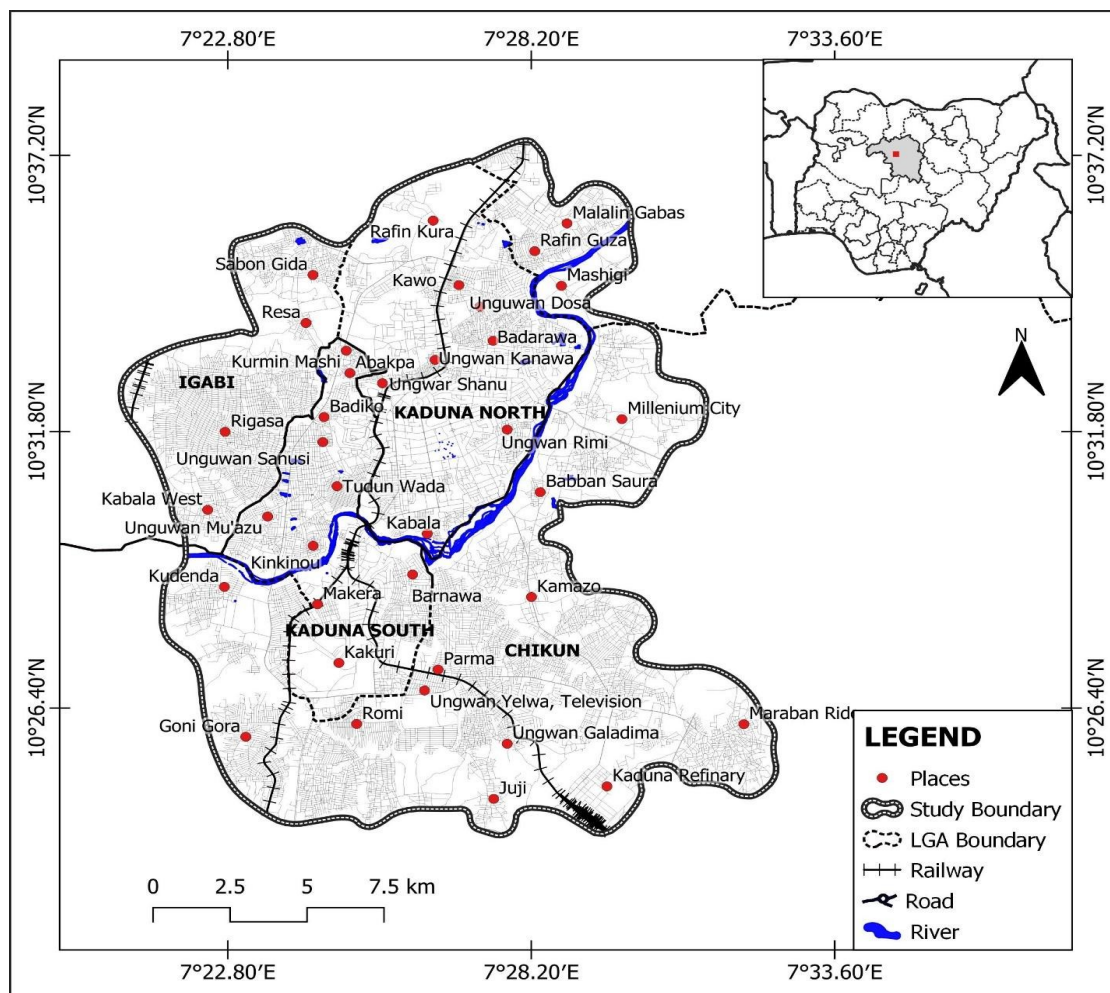 7°22.80′E 7°28.20′E 7°33.60′E
10°37.20′N
10°37.20′N
Malalin Gabas
Rafin Kura
Rafin Guza
Sabon Gida
Kawo
Mashigi
Unguwan Dosa
Resa
Badarawa
Kurmin Mashi
Abakpa
Ungwan Kanawa
N
IGABI
Ungwar Shanu
Badiko
KADUNA NORTH
Millenium City
10°31.80′N
10°31.80′N
Rigasa
Ungwan Rimi
Unguwan Sanusi
Tudun Wada
Babban Saura
Kabala West
Unguwan Mu'azu
Kabala
Kinkinou
Kudenda
Makera
Barnawa
Kamazo
KADUNA SOUTH
Kakuri
Parma
CHIKUN
Ungwan Yelwa, Television
10°26.40′N
10°26.40′N
Goni Gora
Romi
Maraban Rido
Ungwan Galadima
Juji
Kaduna Refinary
LEGEND
Places
Study Boundary
LGA Boundary
Railway
Road
River
0 2.5 5 7.5 km
7°22.80′E 7°28.20′E 7°33.60′E